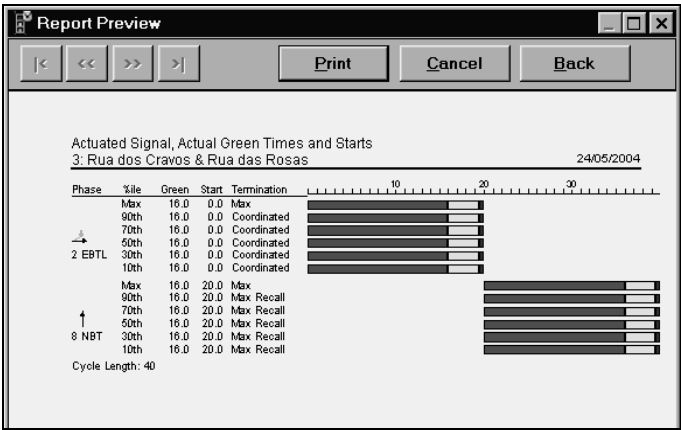 Report Preview
|< << >> >| Print Cancel Back
Actuated Signal, Actual Green Times and Starts
3: Rua dos Cravos & Rua das Rosas 24/05/2004
Phase %ile Green Start Termination 10 20 30
Max 16.0 0.0 Max
90th 16.0 0.0 Coordinated
70th 16.0 0.0 Coordinated
50th 16.0 0.0 Coordinated
2 EBTL 30th 16.0 0.0 Coordinated
10th 16.0 0.0 Coordinated
Max 16.0 20.0 Max
90th 16.0 20.0 Max Recall
70th 16.0 20.0 Max Recall
50th 16.0 20.0 Max Recall
8 NBT 30th 16.0 20.0 Max Recall
10th 16.0 20.0 Max Recall
Cycle Length: 40